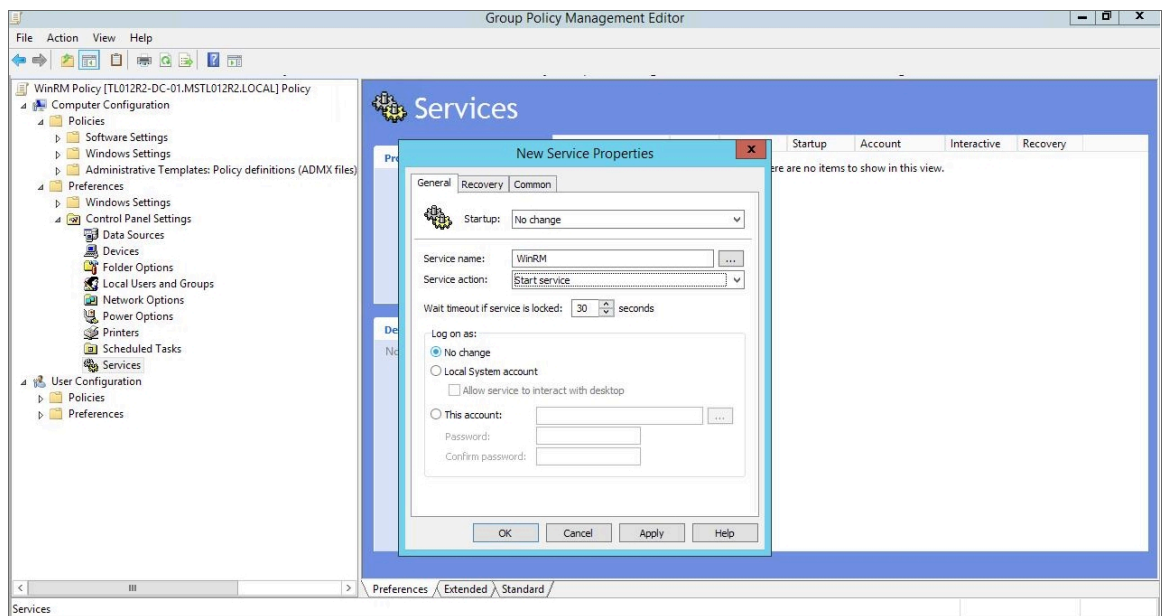 Group Policy Management Editor
File Action View Help
WinRM Policy [TL012R2-DC-01.MSTL012R2.LOCAL] Policy
Computer Configuration
Policies
Software Settings
Windows Settings
Administrative Templates: Policy definitions (ADMX files)
Preferences
Windows Settings
Control Panel Settings
Data Sources
Devices
Folder Options
Local Users and Groups
Network Options
Power Options
Printers
Scheduled Tasks
Services
User Configuration
Policies
Preferences
Services
Startup Account Interactive Recovery
are no items to show in this view.
New Service Properties
General Recovery Common
Startup: No change
Service name: WinRM ...
Service action: Start service
Wait timeout if service is locked: 30 seconds
Log on as:
No change
Local System account
Allow service to interact with desktop
This account: ...
Password:
Confirm password:
OK Cancel Apply Help
Preferences Extended Standard
Services